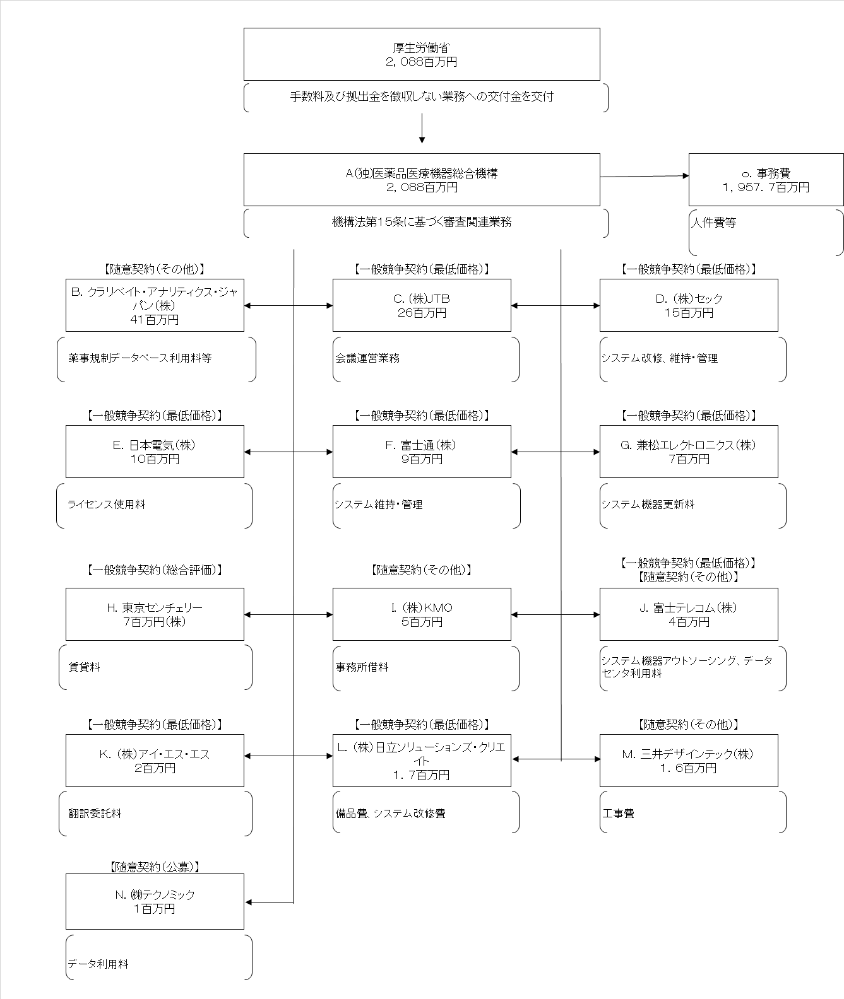 厚生労働省
２，０８８百万円
手数料及び拠出金を徴収しない業務への交付金を交付
A.(独)医薬品医療機器総合機構
２，０８８百万円
o．事務費
１，９５７．７百万円
機構法第１５条に基づく審査関連業務
人件費等
【随意契約（その他）】
【一般競争契約（最低価格）】
【一般競争契約（最低価格）】
B．クラリベイト・アナリティクス・ジャ
パン（株）
４１百万円
C．（株）JTB
２６百万円
D．（株）セック
１５百万円
薬事規制データベース利用料等
会議運営業務
システム改修、維持・管理
【一般競争契約（最低価格）】
【一般競争契約（最低価格）】
【一般競争契約（最低価格）】
E．日本電気（株）
１０百万円
F．富士通（株）
９百万円
G．兼松エレクトロニクス（株）
７百万円
ライセンス使用料
システム維持・管理
システム機器更新料
【一般競争契約（総合評価）】
【随意契約（その他）】
【一般競争契約（最低価格）】
【随意契約（その他）】
H．東京センチェリー
７百万円（株）
I．（株）KMO
５百万円
J．富士テレコム（株）
４百万円
賃貸料
事務所借料
システム機器アウトソーシング、データ
センタ利用料
【一般競争契約（最低価格）】
【一般競争契約（最低価格）】
【随意契約（その他）】
K．（株）アイ・エス・エス
２百万円
L．（株）日立ソリューションズ・クリエ
イト
１．７百万円
M．三井デザインテック（株）
１．６百万円
翻訳委託料
備品費、システム改修費
工事費
【随意契約（公募）】
N．㈱テクノミック
１百万円
データ利用料